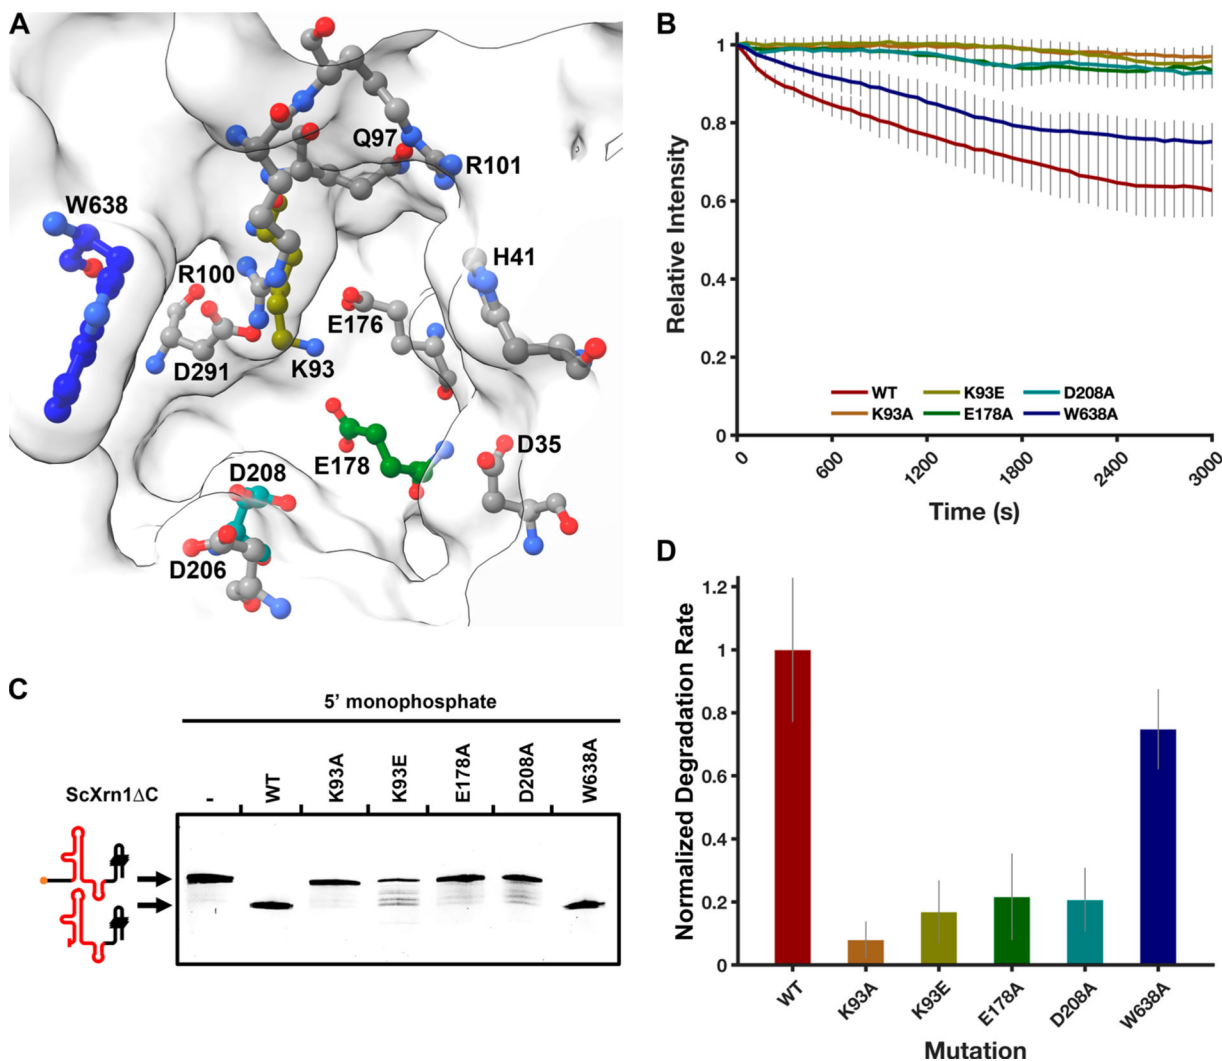 A
Q97
R101
W638
H41
R100
E176
D291
K93
E178
D35
D208
D206
B
Relative Intensity
1
0.8
0.6
0.4
0.2
0
WT
K93E
D208A
K93A
E178A
W638A
0
600
1200
1800
2400
3000
Time (s)
C
5’ monophosphate
ScXrn1ΔC
-
WT
K93A
K93E
E178A
D208A
W638A
D
Normalized Degradation Rate
1.2
1
0.8
0.6
0.4
0.2
0
WT
K93A
K93E
E178A
D208A
W638A
Mutation